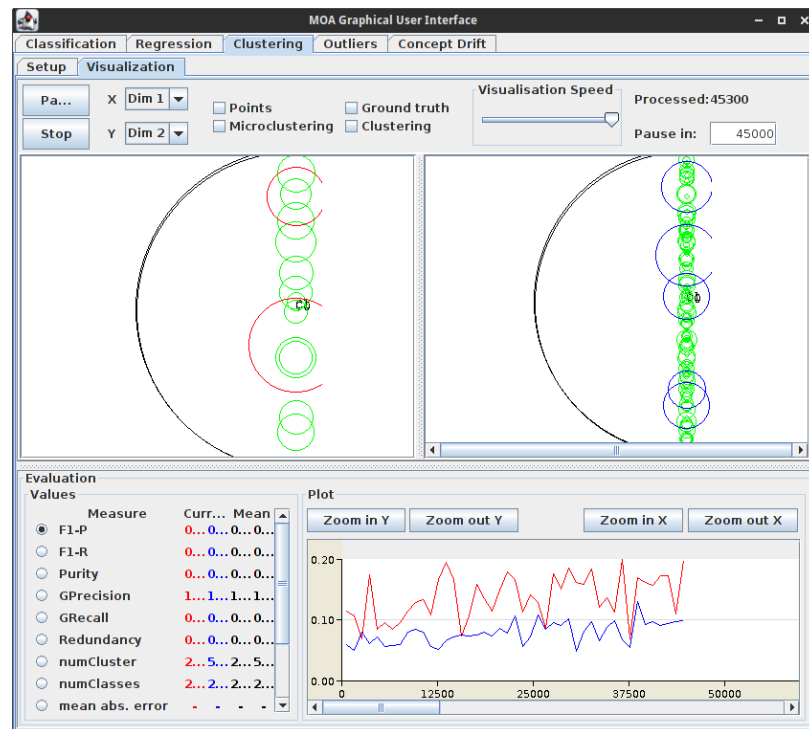 MOA Graphical User Interface
Classification Regression Clustering Outliers Concept Drift
Setup Visualization
Pa... X Dim 1 Points Ground truth Visualisation Speed Processed:45300
Stop Y Dim 2 Microclustering Clustering Pause in: 45000
Evaluation
Values
Measure Curr... Mean
F1-P 0... 0... 0... 0...
F1-R 0... 0... 0... 0...
Purity 0... 0... 0... 0...
GPrecision 1... 1... 1... 1...
GRecall 0... 0... 0... 0...
Redundancy 0... 0... 0... 0...
numCluster 2... 5... 2... 5...
numClasses 2... 2... 2... 2...
mean abs. error - - - -
Plot
Zoom in Y Zoom out Y Zoom in X Zoom out X
0.20
0.10
0.00
0 12500 25000 37500 50000